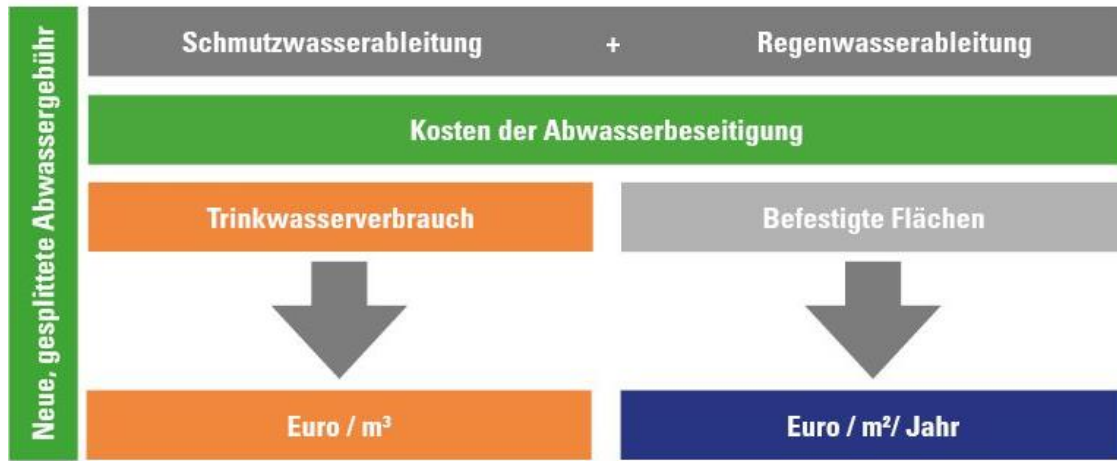 Neue, gesplittete Abwassergebühr
Schmutzwasserableitung + Regenwasserableitung
Kosten der Abwasserbeseitigung
Trinkwasserverbrauch
Befestigte Flächen
Euro / m³
Euro / m²/ Jahr